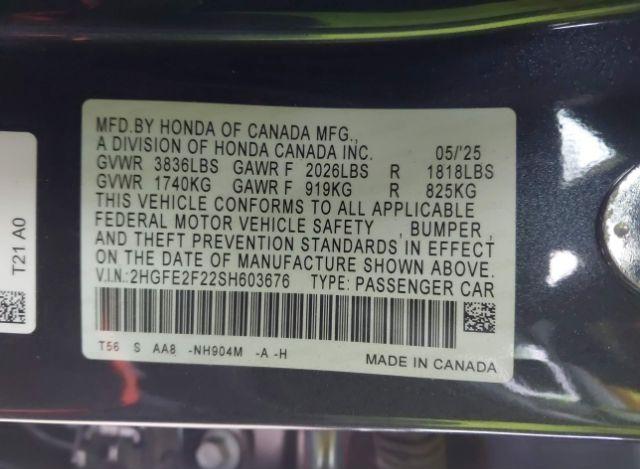 MFD.BY HONDA OF CANADA MFG.,
A DIVISION OF HONDA CANADA INC. 05/'25
GVWR 3836LBS GAWR F 2026LBS R 1818LBS
GVWR 1740KG GAWR F 919KG R 825KG
THIS VEHICLE CONFORMS TO ALL APPLICABLE
FEDERAL MOTOR VEHICLE SAFETY , BUMPER ,
AND THEFT PREVENTION STANDARDS IN EFFECT
ON THE DATE OF MANUFACTURE SHOWN ABOVE.
V.I.N:2HGFE2F22SH603676 TYPE: PASSENGER CAR
T56 S AA8 -NH904M -A -H
MADE IN CANADA
T21 A0